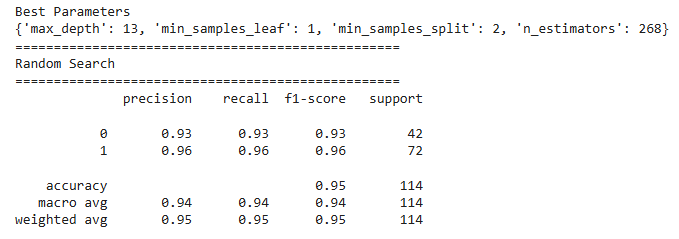 Best Parameters
{'max_depth': 13, 'min_samples_leaf': 1, 'min_samples_split': 2, 'n_estimators': 268}
===================================================
Random Search
===================================================
precision recall f1-score support
0 0.93 0.93 0.93 42
1 0.96 0.96 0.96 72
accuracy 0.95 114
macro avg 0.94 0.94 0.94 114
weighted avg 0.95 0.95 0.95 114